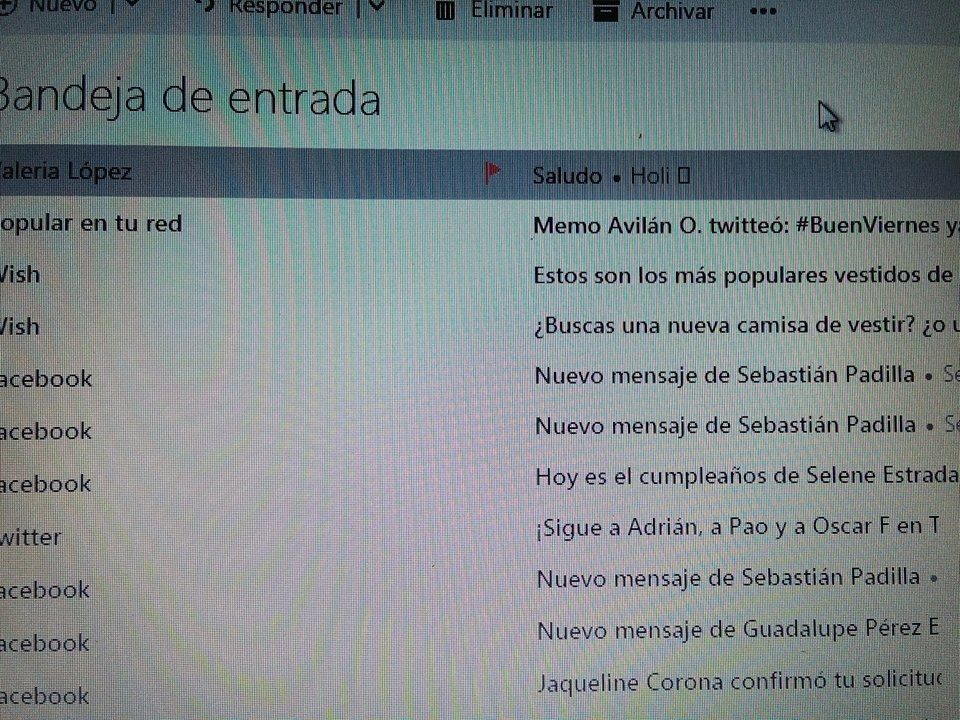 Nuevo Responder Eliminar Archivar •••
Bandeja de entrada
aleria López Saludo • Holi
opular en tu red Memo Avilán O. twitteó: #BuenViernes ya
Wish Estos son los más populares vestidos de
Wish ¿Buscas una nueva camisa de vestir? ¿o u
acebook Nuevo mensaje de Sebastián Padilla • Se
acebook Nuevo mensaje de Sebastián Padilla • Se
acebook Hoy es el cumpleaños de Selene Estrada
witter ¡Sigue a Adrián, a Pao y a Oscar F en T
acebook Nuevo mensaje de Sebastián Padilla •
acebook Nuevo mensaje de Guadalupe Pérez E
acebook Jaqueline Corona confirmó tu solicitud